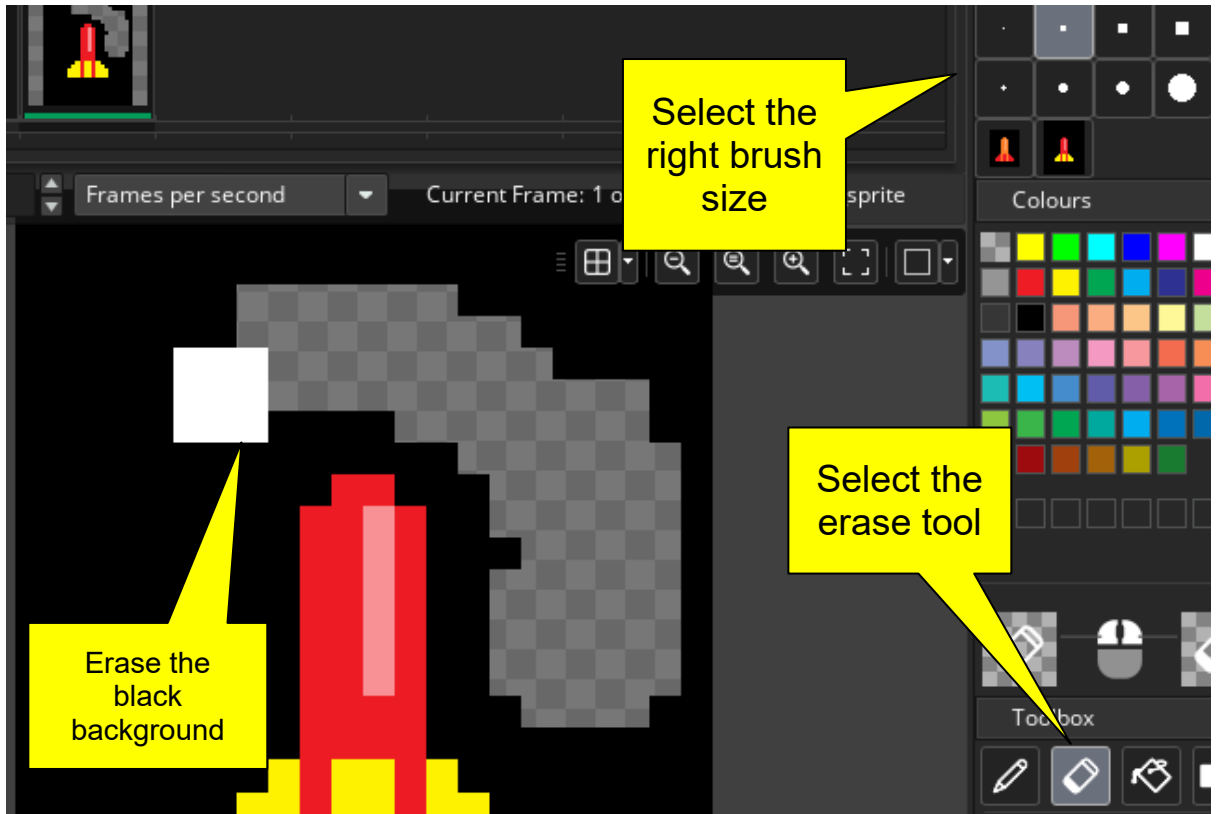 Select the
right brush
size
Frames per second
Current Frame: 1 o
sprite
Colours
Select the
erase tool
Erase the
black
background
Toolbox